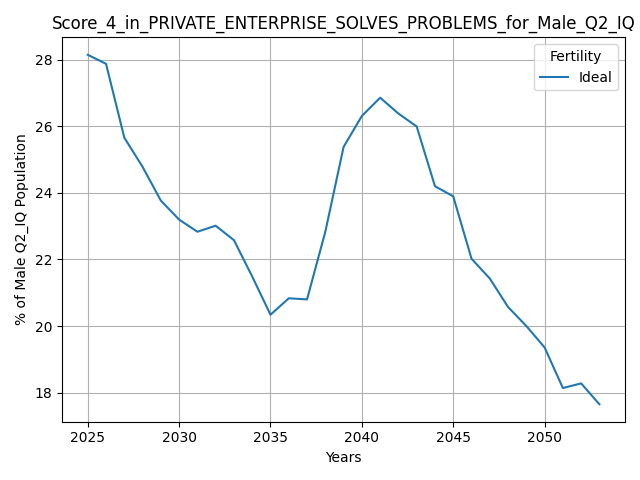 Score_4_in_PRIVATE_ENTERPRISE_SOLVES_PROBLEMS_for_Male_Q2_IQ
Fertility
Ideal
28
26
24
22
20
18
% of Male Q2_IQ Population
2025 2030 2035 2040 2045 2050
Years